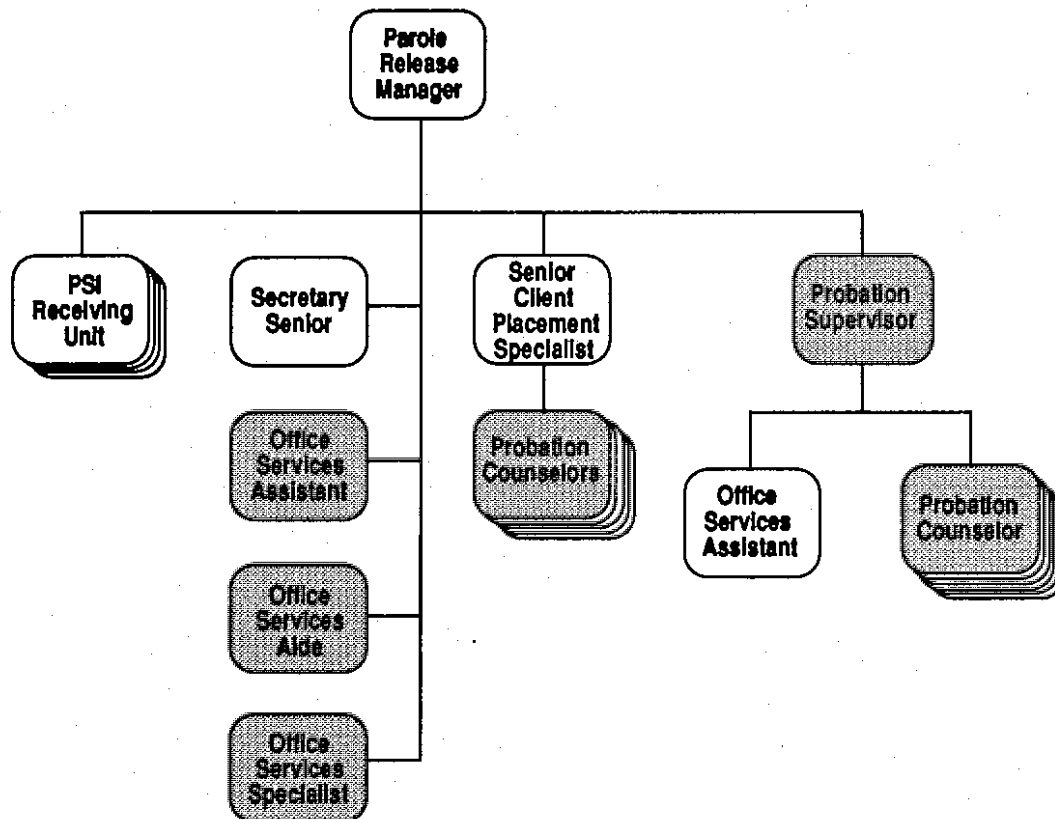 Parole
Release
Manager
PSI
Receiving
Unit
Secretary
Senior
Senior
Client
Placement
Specialist
Probation
Supervisor
Office
Services
Assistant
Probation
Counselors
Office
Services
Assistant
Probation
Counselor
Office
Services
Aide
Office
Services
Specialist